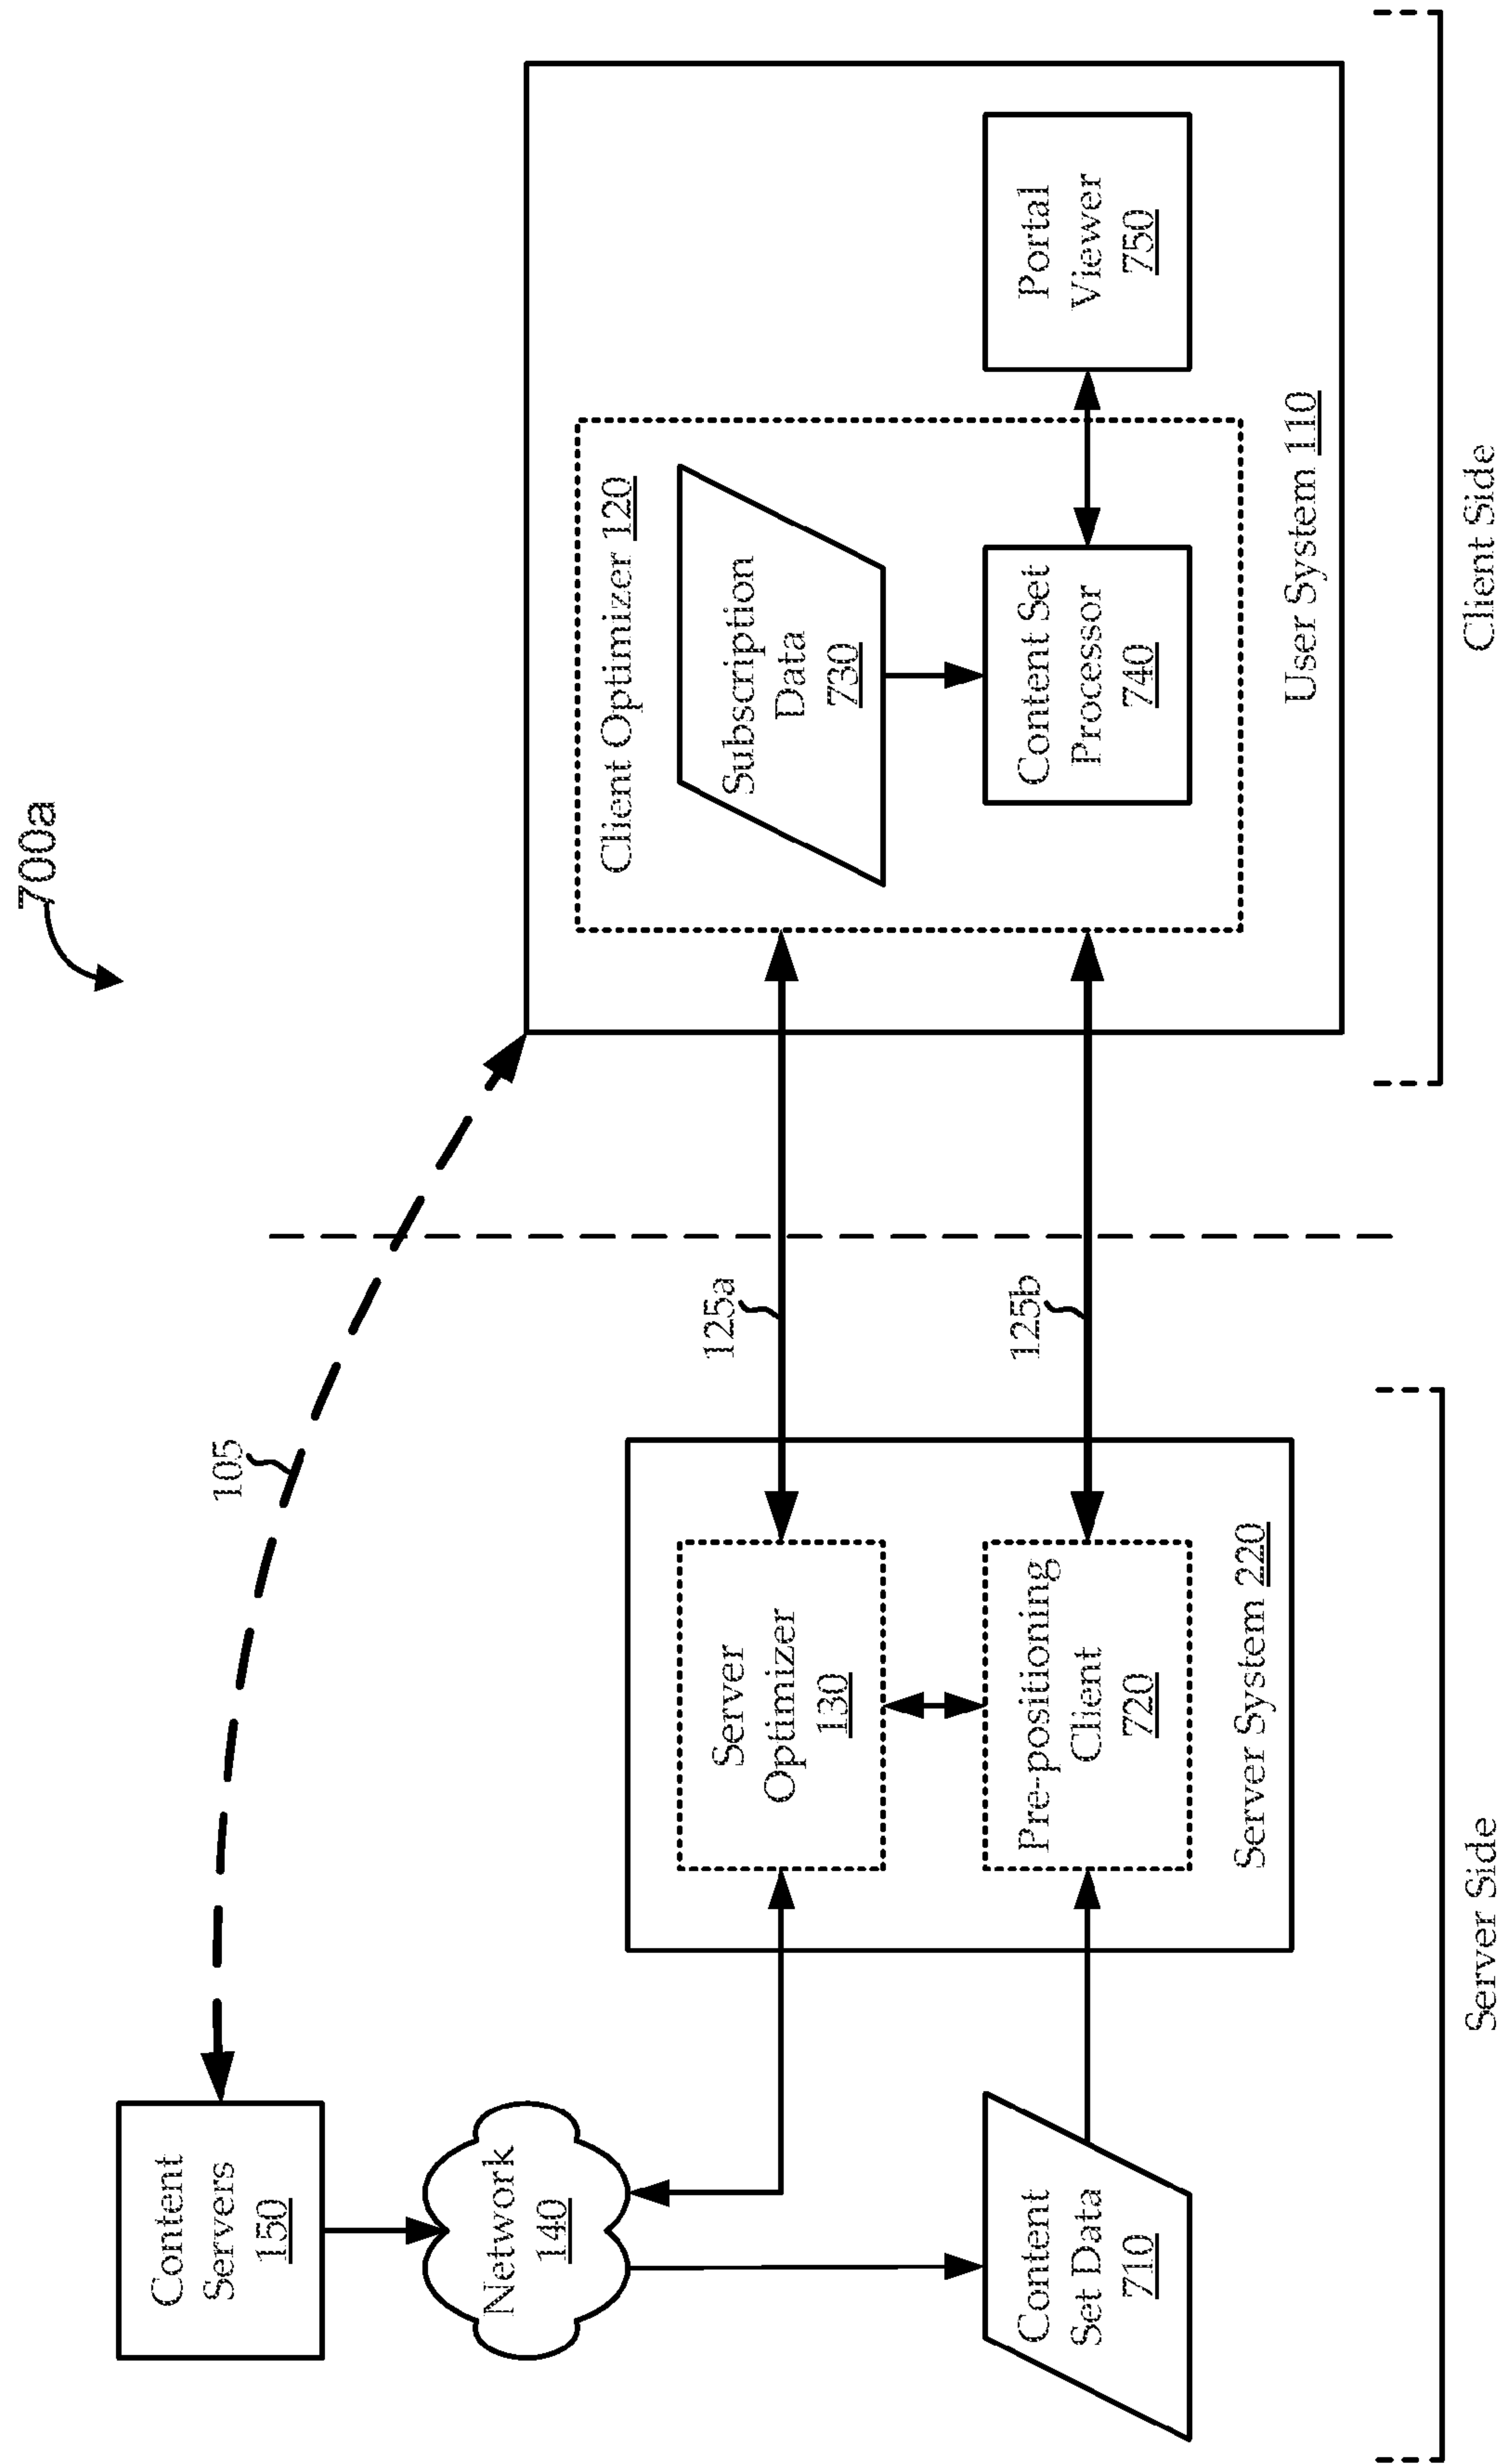 700a
Content
Servers
150
105
Network
140
Client Optimizer 120
Subscription
Data
730
Server
Optimizer
130
125a
Content Set
Processor
740
Portal
Viewer
750
Content
Set Data
710
Pre-positioning
Client
720
125b
Server System 220
User System 110
Server Side
Client Side